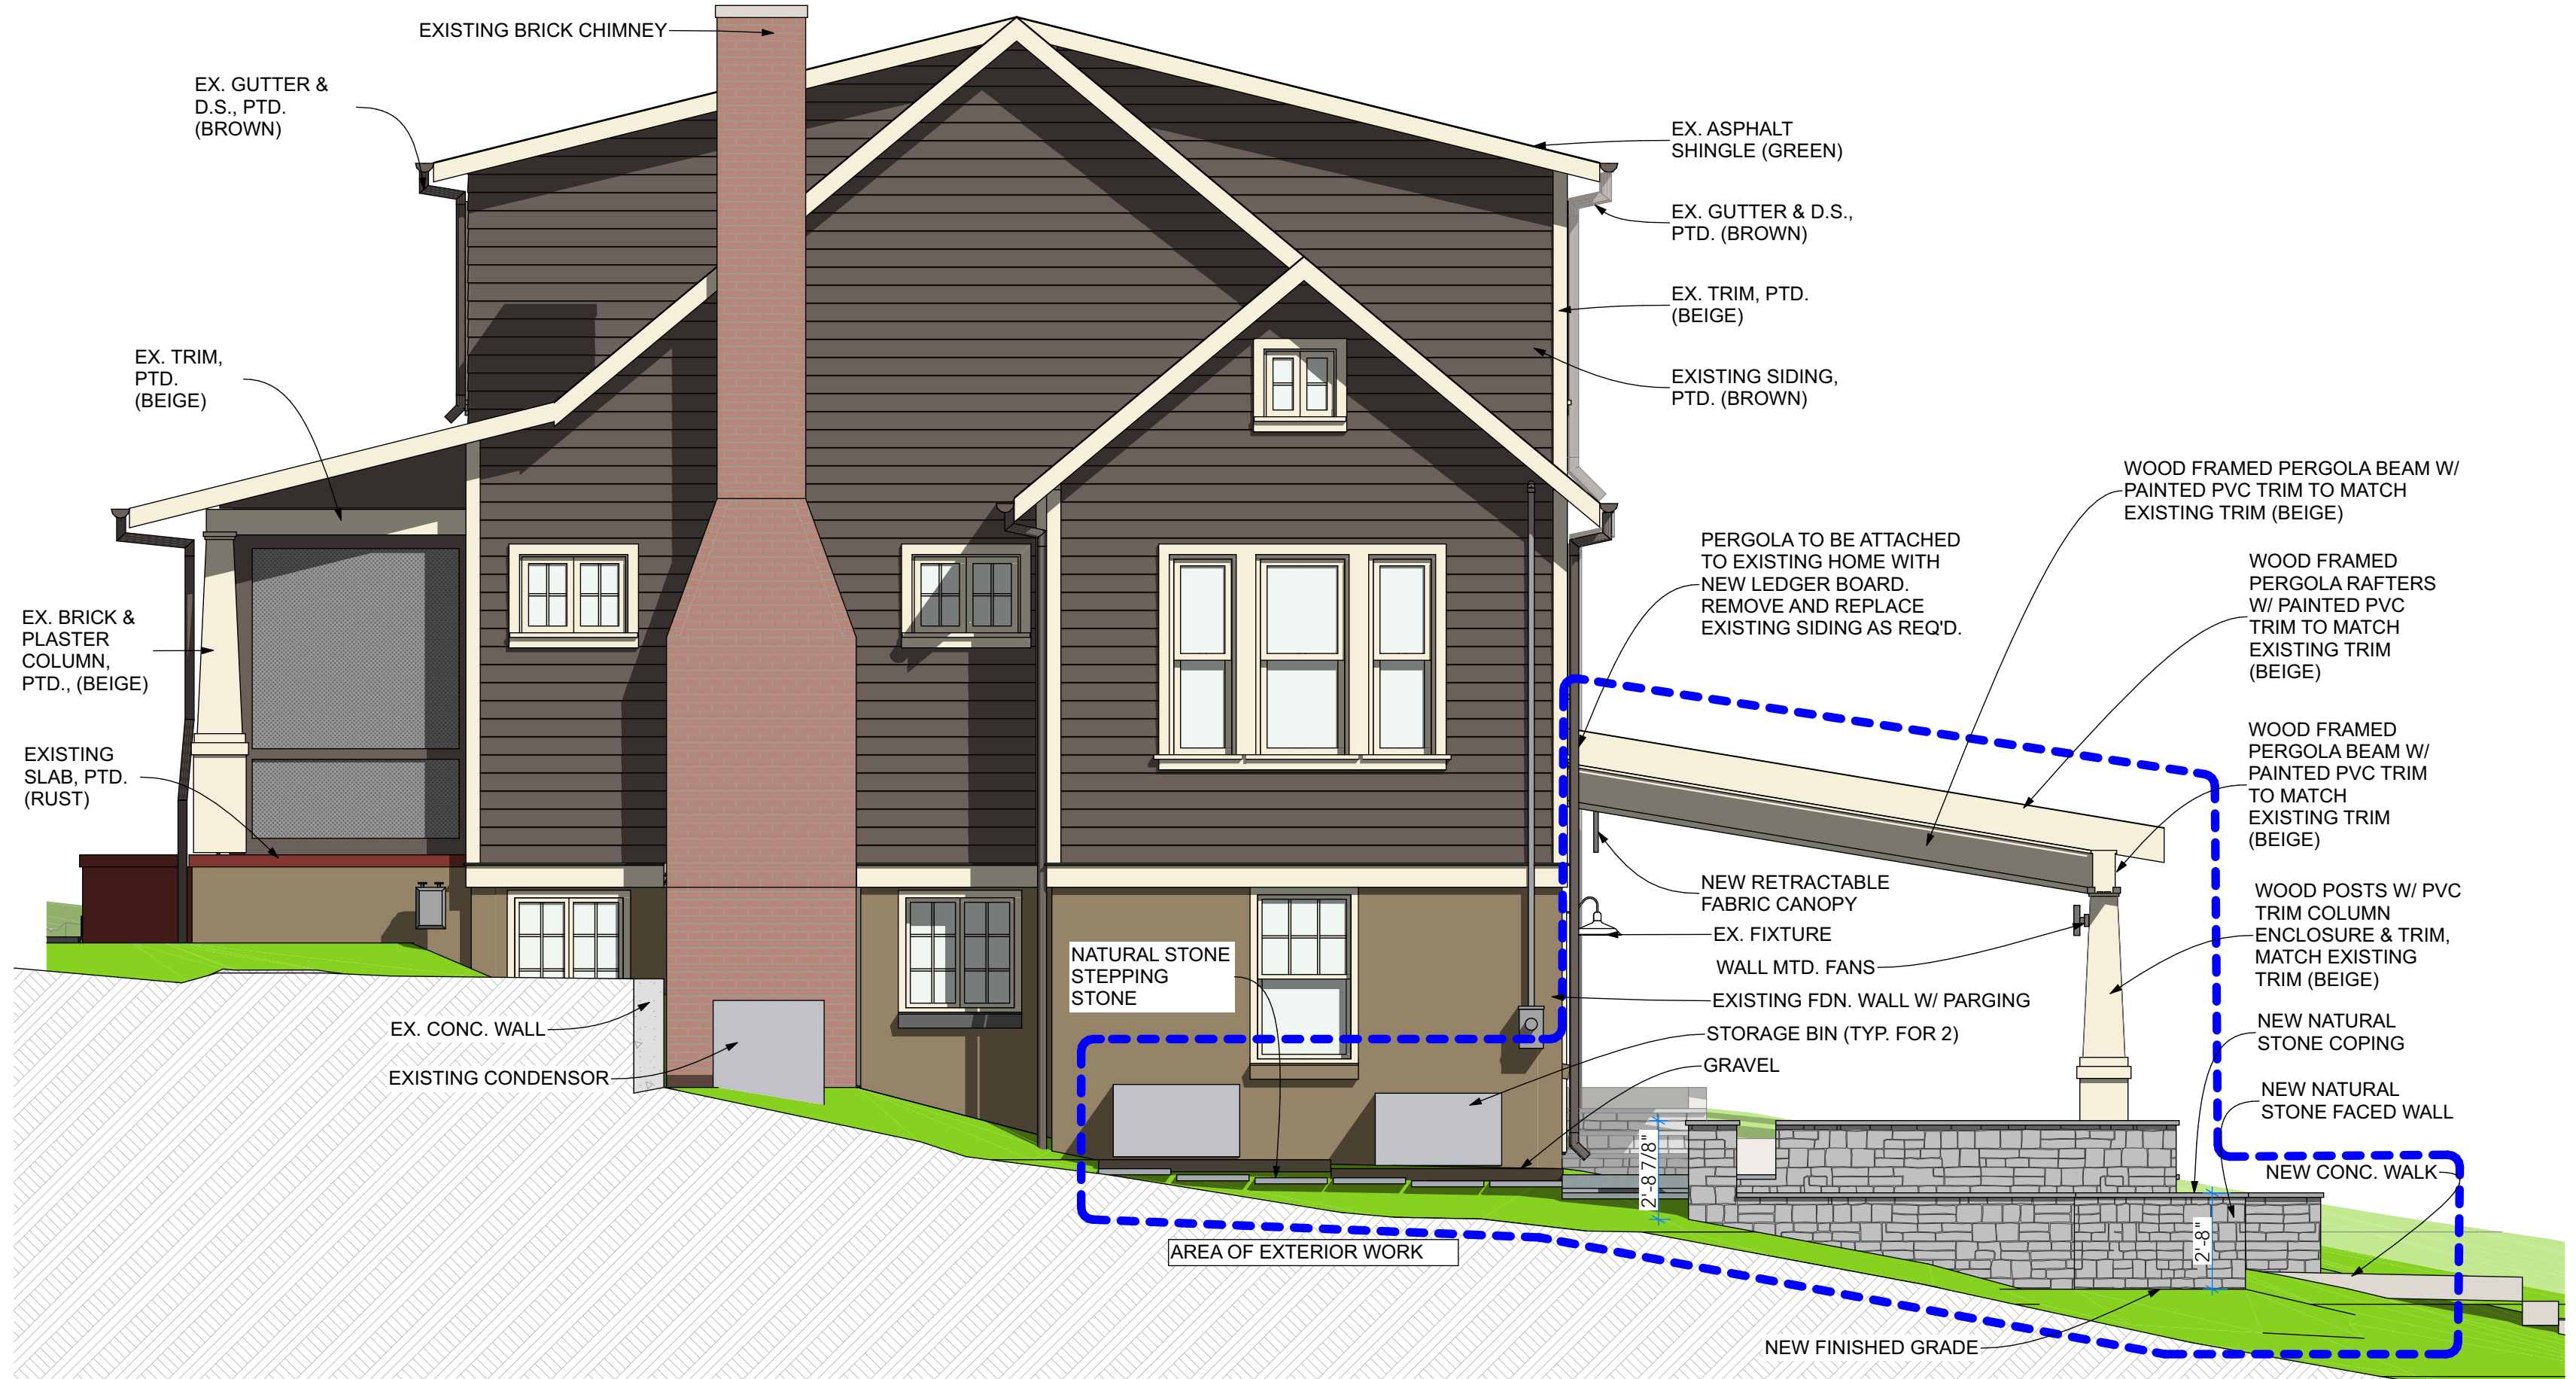 EXISTING BRICK CHIMNEY
EX. GUTTER &
D.S., PTD.
(BROWN)
EX. TRIM,
PTD.
(BEIGE)
EX. BRICK &
PLASTER
COLUMN,
PTD., (BEIGE)
EXISTING
SLAB, PTD.
(RUST)
EX. CONC. WALL
EXISTING CONDENSOR
EX. ASPHALT
SHINGLE (GREEN)
EX. GUTTER & D.S.,
PTD. (BROWN)
EX. TRIM, PTD.
(BEIGE)
EXISTING SIDING,
PTD. (BROWN)
PERGOLA TO BE ATTACHED
TO EXISTING HOME WITH
NEW LEDGER BOARD.
REMOVE AND REPLACE
EXISTING SIDING AS REQ'D.
NEW RETRACTABLE
FABRIC CANOPY
EX. FIXTURE
WALL MTD. FANS
EXISTING FDN. WALL W/ PARGING
STORAGE BIN (TYP. FOR 2)
GRAVEL
NATURAL STONE
STEPPING
STONE
AREA OF EXTERIOR WORK
2'-8 7/8"
2'-8"
WOOD FRAMED PERGOLA BEAM W/
PAINTED PVC TRIM TO MATCH
EXISTING TRIM (BEIGE)
WOOD FRAMED
PERGOLA RAFTERS
W/ PAINTED PVC
TRIM TO MATCH
EXISTING TRIM
(BEIGE)
WOOD FRAMED
PERGOLA BEAM W/
PAINTED PVC TRIM
TO MATCH
EXISTING TRIM
(BEIGE)
WOOD POSTS W/ PVC
TRIM COLUMN
ENCLOSURE & TRIM,
MATCH EXISTING
TRIM (BEIGE)
NEW NATURAL
STONE COPING
NEW NATURAL
STONE FACED WALL
NEW CONC. WALK
NEW FINISHED GRADE